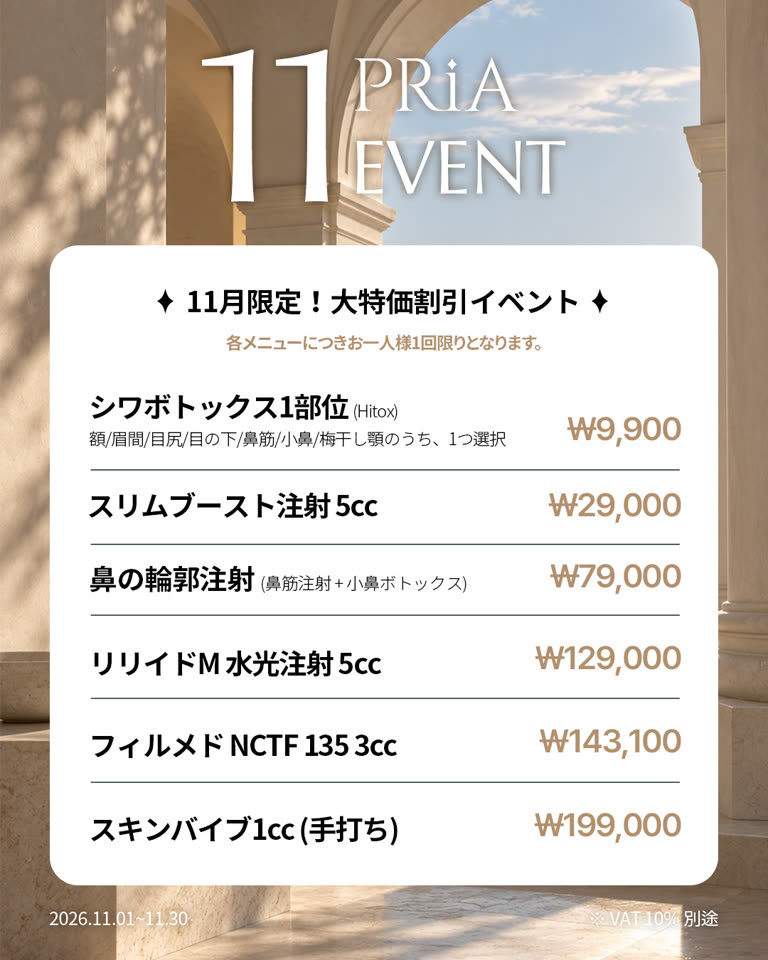 11 PRiA
EVENT
✦ 11月限定！大特価割引イベント ✦
各メニューにつきお一人様1回限りとなります。
シワボトックス1部位 (Hitox)
額/眉間/目尻/目の下/鼻筋/小鼻/梅干し顎のうち、1つ選択
₩9,900
スリムブースト注射 5cc ₩29,000
鼻の輪郭注射 (鼻筋注射 + 小鼻ボトックス) ₩79,000
リリイドM 水光注射 5cc ₩129,000
フィルメド NCTF 135 3cc ₩143,100
スキンバイブ1cc (手打ち) ₩199,000
2026.11.01~11.30 ※ VAT 10% 別途